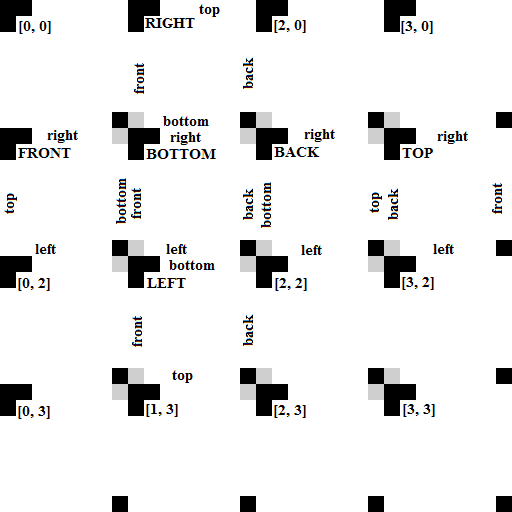 top
[0, 0]
RIGHT
[2, 0]
[3, 0]
front
back
bottom
right
right
right
right
FRONT
BOTTOM
BACK
TOP
top
bottom
front
back
bottom
top
back
front
left
left
left
left
bottom
[0, 2]
LEFT
[2, 2]
[3, 2]
front
back
top
[0, 3]
[1, 3]
[2, 3]
[3, 3]